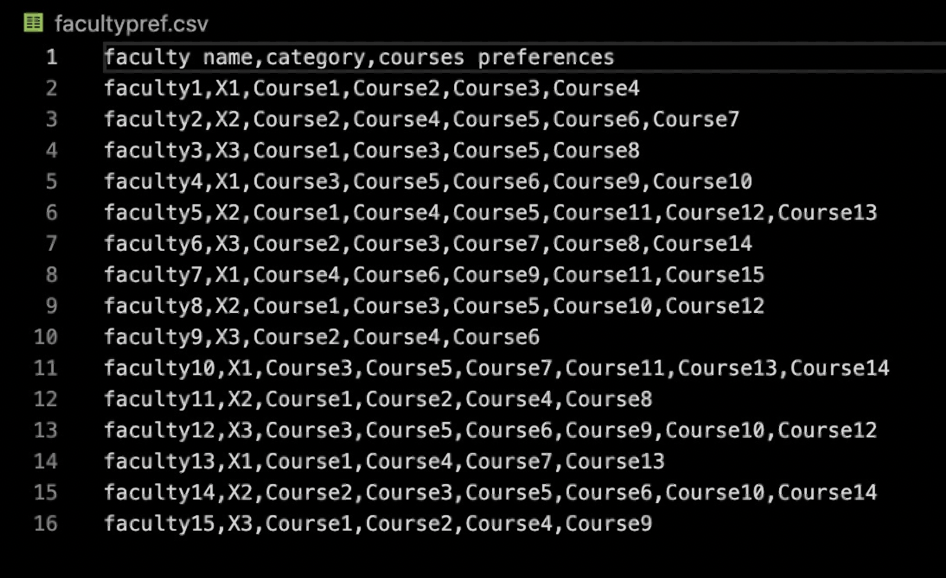 facultypref.csv
1 faculty name,category,courses preferences
2 faculty1,X1,Course1,Course2,Course3,Course4
3 faculty2,X2,Course2,Course4,Course5,Course6,Course7
4 faculty3,X3,Course1,Course3,Course5,Course8
5 faculty4,X1,Course3,Course5,Course6,Course9,Course10
6 faculty5,X2,Course1,Course4,Course5,Course11,Course12,Course13
7 faculty6,X3,Course2,Course3,Course7,Course8,Course14
8 faculty7,X1,Course4,Course6,Course9,Course11,Course15
9 faculty8,X2,Course1,Course3,Course5,Course10,Course12
10 faculty9,X3,Course2,Course4,Course6
11 faculty10,X1,Course3,Course5,Course7,Course11,Course13,Course14
12 faculty11,X2,Course1,Course2,Course4,Course8
13 faculty12,X3,Course3,Course5,Course6,Course9,Course10,Course12
14 faculty13,X1,Course1,Course4,Course7,Course13
15 faculty14,X2,Course2,Course3,Course5,Course6,Course10,Course14
16 faculty15,X3,Course1,Course2,Course4,Course9